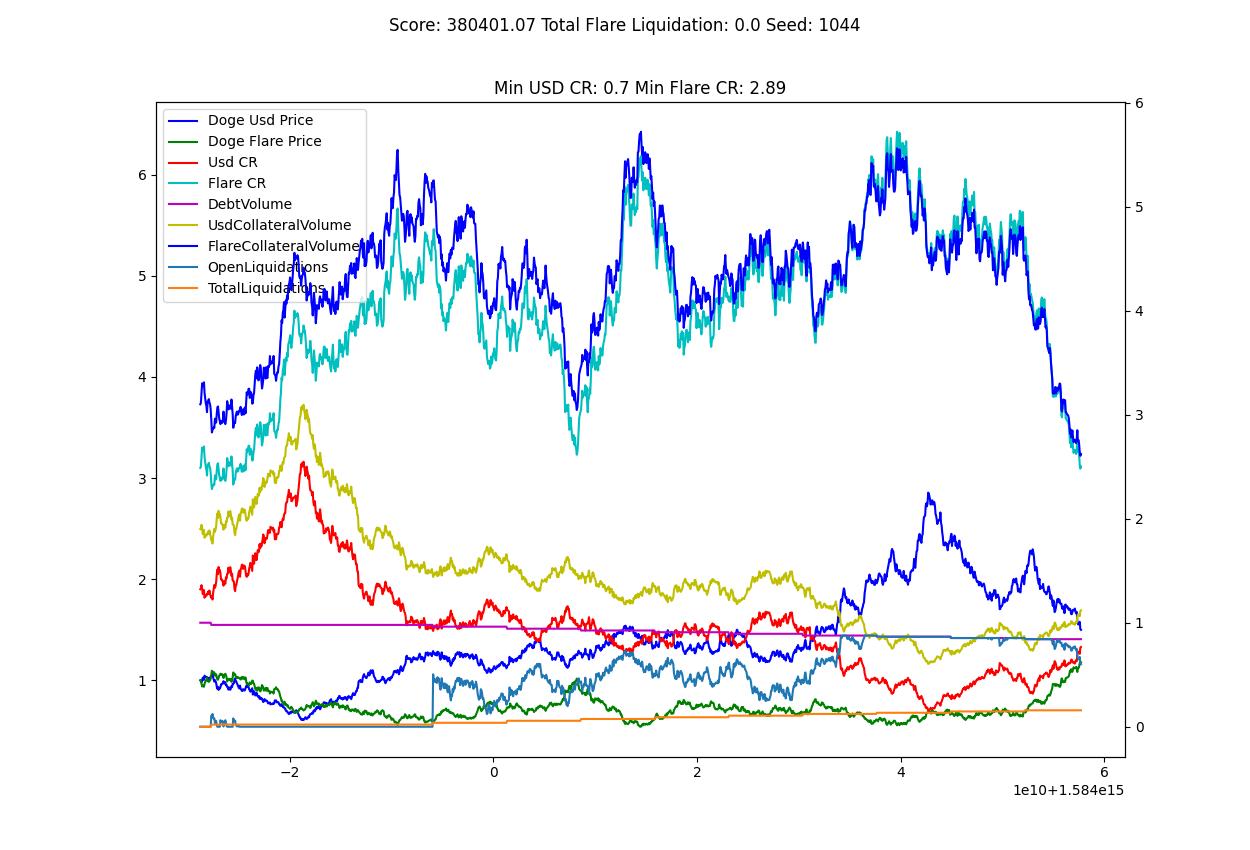 Score: 380401.07 Total Flare Liquidation: 0.0 Seed: 1044
Min USD CR: 0.7 Min Flare CR: 2.89
Doge Usd Price
Doge Flare Price
Usd CR
Flare CR
DebtVolume
UsdCollateralVolume
FlareCollateralVolume
OpenLiquidations
TotalLiquidations
6
5
4
3
2
1
6
5
4
3
2
1
0
−2
0
2
4
6
1e10+1.584e15